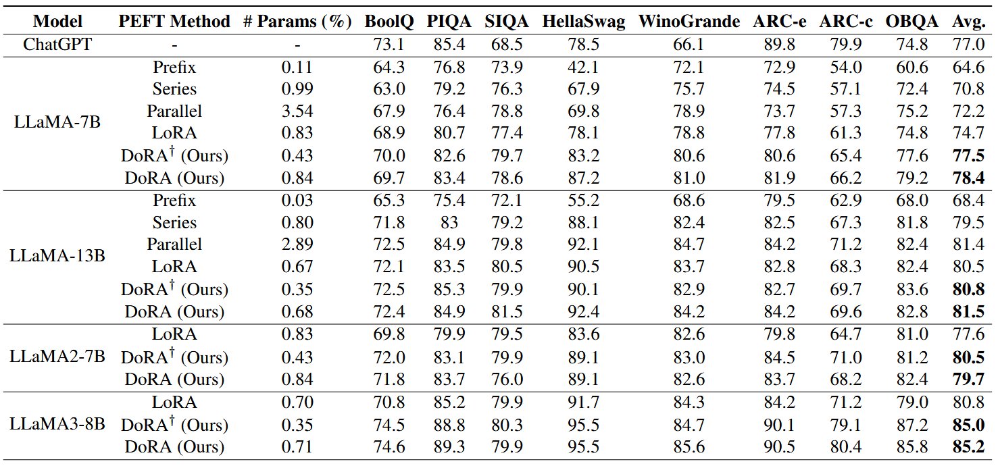 Model PEFT Method # Params (%) BoolQ PIQA SIQA HellaSwag WinoGrande ARC-e ARC-c OBQA Avg.
ChatGPT - - 73.1 85.4 68.5 78.5 66.1 89.8 79.9 74.8 77.0
Prefix 0.11 64.3 76.8 73.9 42.1 72.1 72.9 54.0 60.6 64.6
Series 0.99 63.0 79.2 76.3 67.9 75.7 74.5 57.1 72.4 70.8
LLaMA-7B
Parallel 3.54 67.9 76.4 78.8 69.8 78.9 73.7 57.3 75.2 72.2
LoRA 0.83 68.9 80.7 77.4 78.1 78.8 77.8 61.3 74.8 74.7
DoRA† (Ours) 0.43 70.0 82.6 79.7 83.2 80.6 80.6 65.4 77.6 77.5
DoRA (Ours) 0.84 69.7 83.4 78.6 87.2 81.0 81.9 66.2 79.2 78.4
Prefix 0.03 65.3 75.4 72.1 55.2 68.6 79.5 62.9 68.0 68.4
Series 0.80 71.8 83 79.2 88.1 82.4 82.5 67.3 81.8 79.5
LLaMA-13B
Parallel 2.89 72.5 84.9 79.8 92.1 84.7 84.2 71.2 82.4 81.4
LoRA 0.67 72.1 83.5 80.5 90.5 83.7 82.8 68.3 82.4 80.5
DoRA† (Ours) 0.35 72.5 85.3 79.9 90.1 82.9 82.7 69.7 83.6 80.8
DoRA (Ours) 0.68 72.4 84.9 81.5 92.4 84.2 84.2 69.6 82.8 81.5
LoRA 0.83 69.8 79.9 79.5 83.6 82.6 79.8 64.7 81.0 77.6
LLaMA2-7B DoRA† (Ours) 0.43 72.0 83.1 79.9 89.1 83.0 84.5 71.0 81.2 80.5
DoRA (Ours) 0.84 71.8 83.7 76.0 89.1 82.6 83.7 68.2 82.4 79.7
LoRA 0.70 70.8 85.2 79.9 91.7 84.3 84.2 71.2 79.0 80.8
LLaMA3-8B DoRA† (Ours) 0.35 74.5 88.8 80.3 95.5 84.7 90.1 79.1 87.2 85.0
DoRA (Ours) 0.71 74.6 89.3 79.9 95.5 85.6 90.5 80.4 85.8 85.2